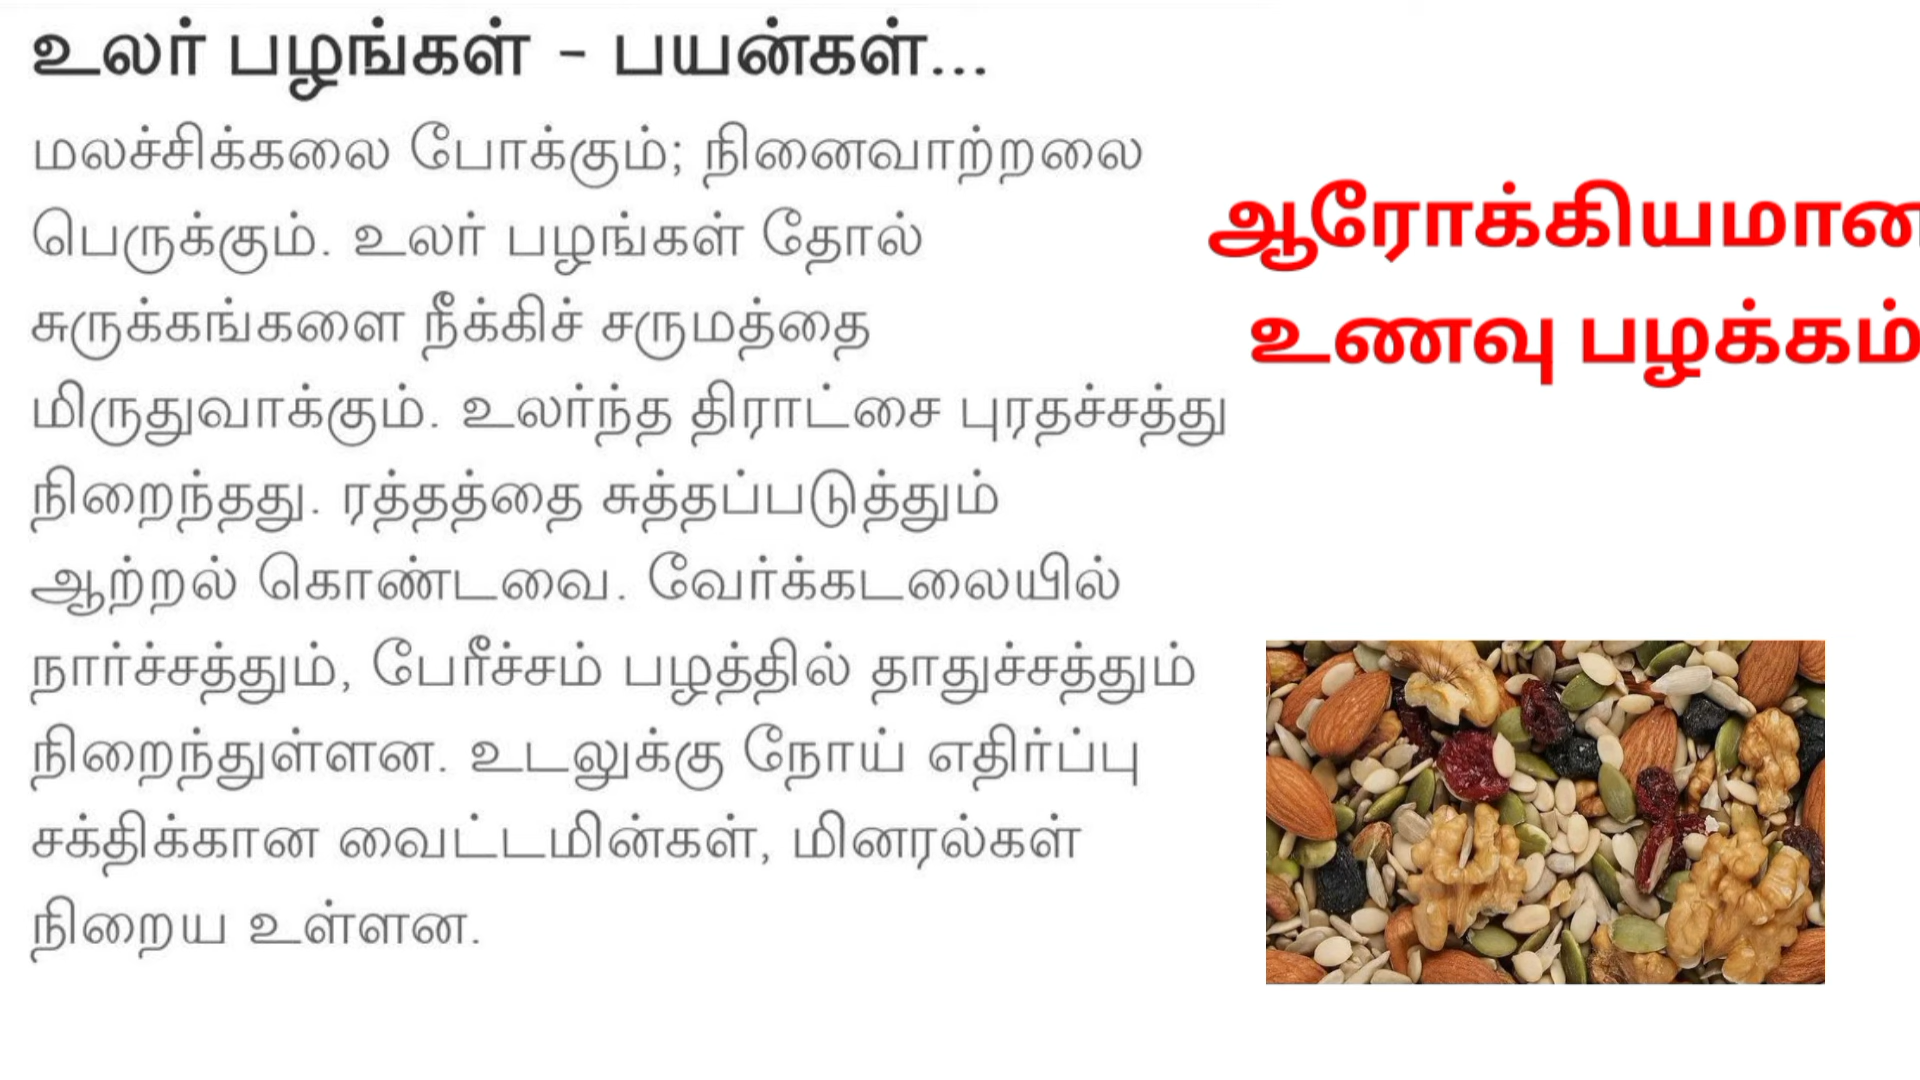 உலர் பழங்கள் - பயன்கள்...
மலச்சிக்கலை போக்கும்; நினைவாற்றலை
பெருக்கும். உலர் பழங்கள் தோல்
சுருக்கங்களை நீக்கிச் சருமத்தை
மிருதுவாக்கும். உலர்ந்த திராட்சை புரதச்சத்து
நிறைந்தது. ரத்தத்தை சுத்தப்படுத்தும்
ஆற்றல் கொண்டவை. வேர்க்கடலையில்
நார்ச்சத்தும், பேரீச்சம் பழத்தில் தாதுச்சத்தும்
நிறைந்துள்ளன. உடலுக்கு நோய் எதிர்ப்பு
சக்திக்கான வைட்டமின்கள், மினரல்கள்
நிறைய உள்ளன.
ஆரோக்கியமான
உணவு பழக்கம்